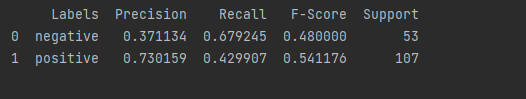 Labels Precision Recall F-Score Support
0 negative 0.371134 0.679245 0.480000 53
1 positive 0.730159 0.429907 0.541176 107